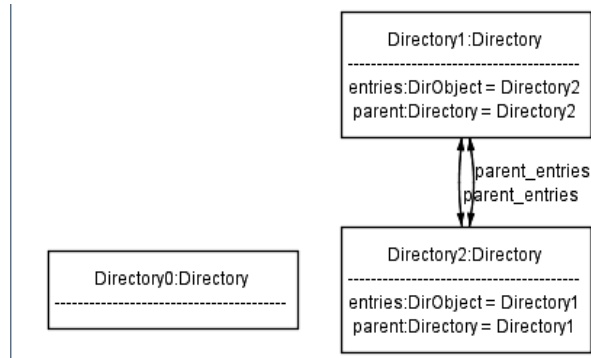 Directory1:Directory
entries:DirObject = Directory2
parent:Directory = Directory2
parent_entries
parent_entries
Directory0:Directory
Directory2:Directory
entries:DirObject = Directory1
parent:Directory = Directory1